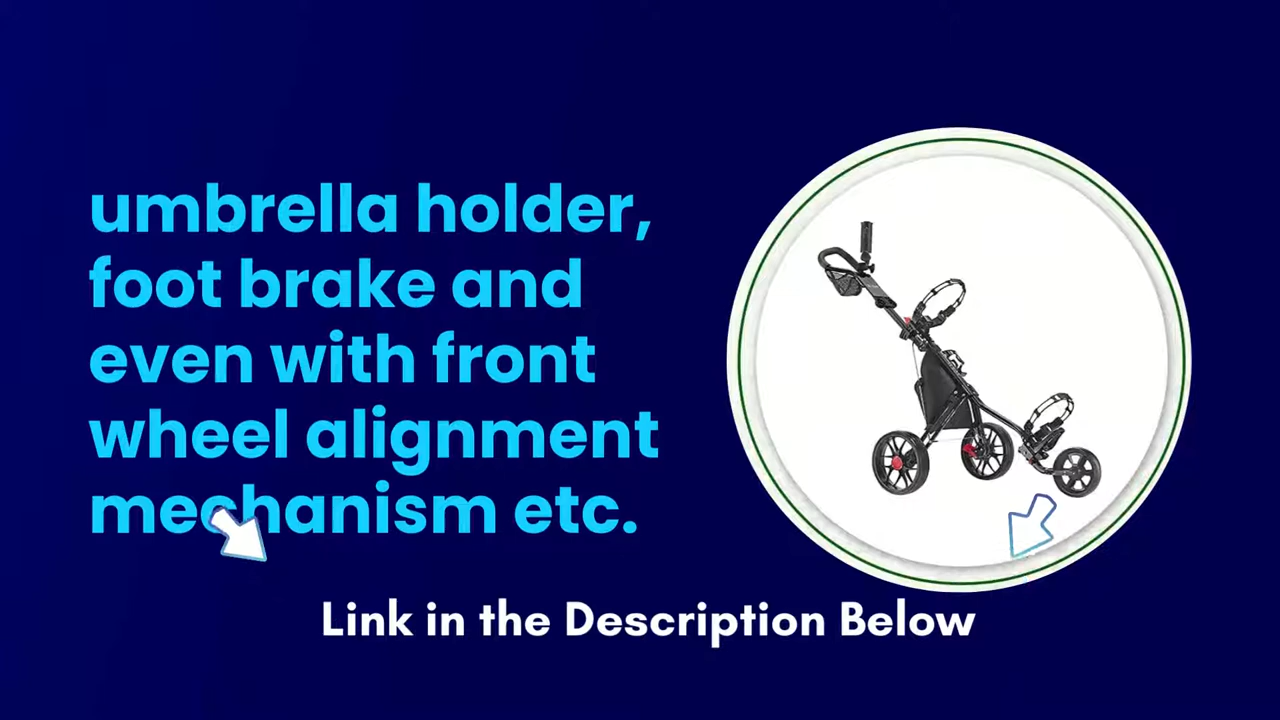 umbrella holder,
foot brake and
even with front
wheel alignment
mechanism etc.
Link in the Description Below